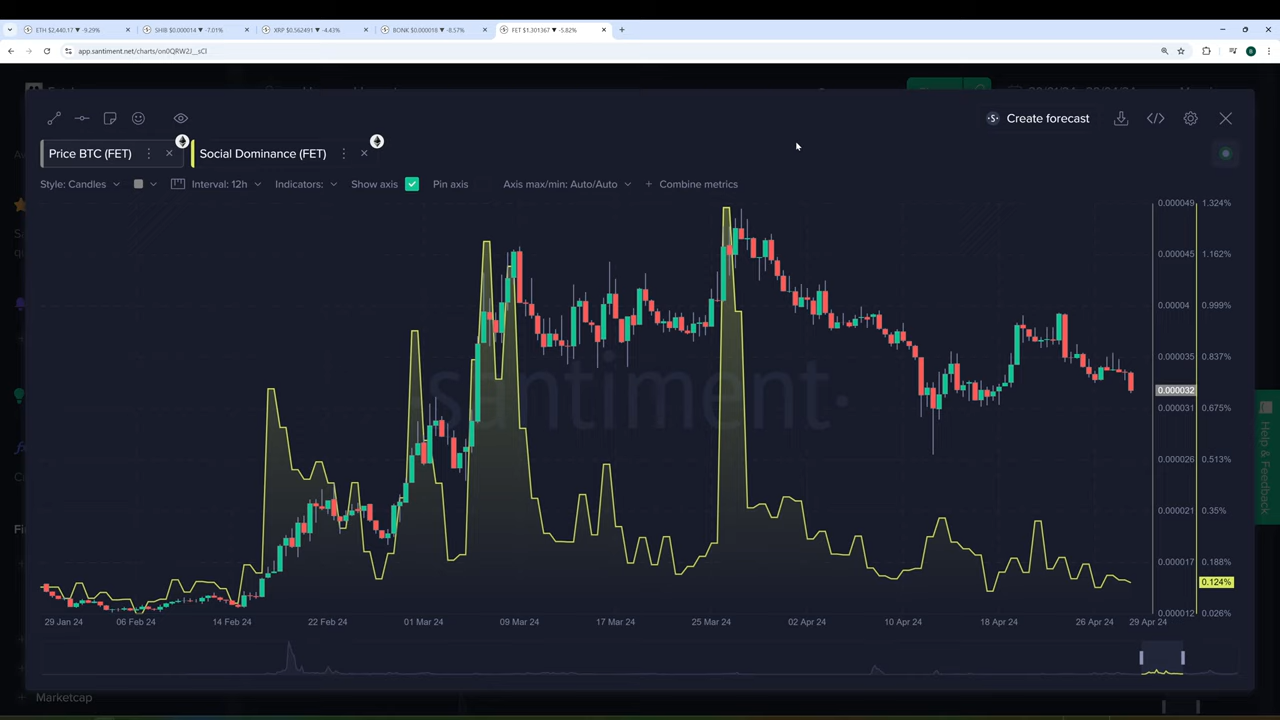 ETH $2,440.17 ▼ -9.29%
SHIB $0.000014 ▼ -7.01%
XRP $0.562491 ▼ -4.43%
BONK $0.000018 ▼ -8.57%
FET $1.301367 ▼ -5.82%
app.santiment.net/charts/on0QRW2J__sCl
Create forecast
Price BTC (FET)
Social Dominance (FET)
Style: Candles
Interval: 12h
Indicators:
Show axis
Pin axis
Axis max/min: Auto/Auto
+ Combine metrics
0.000049 1.324%
0.000045 1.162%
0.00004 0.999%
0.000035 0.837%
0.000032
0.000031 0.675%
0.000026 0.513%
0.000021 0.35%
0.000017 0.188%
0.124%
0.000012 0.026%
santiment.
Help & Feedback
29 Jan 24
06 Feb 24
14 Feb 24
22 Feb 24
01 Mar 24
09 Mar 24
17 Mar 24
25 Mar 24
02 Apr 24
10 Apr 24
18 Apr 24
26 Apr 24
29 Apr 24
Marketcap